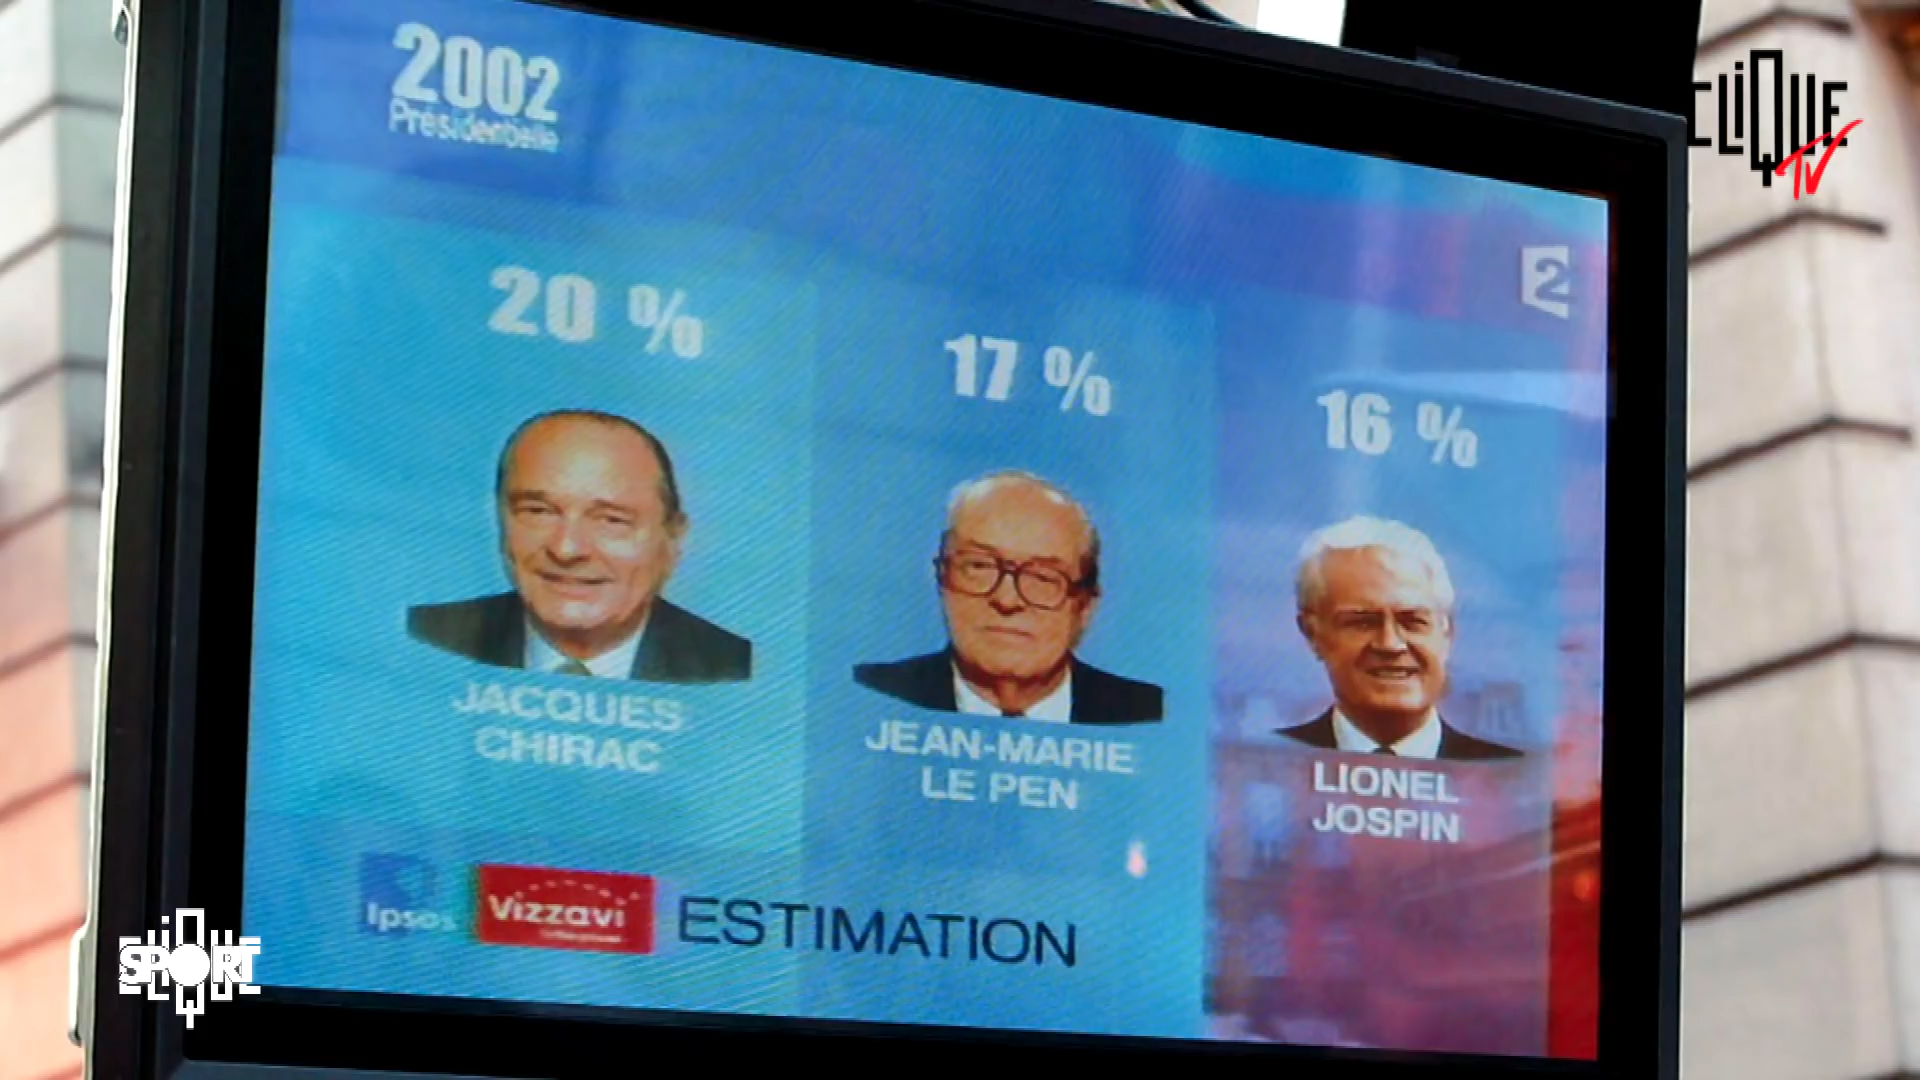 2002
Présidentielle
CLIQUE
TV
2
20 %
17 %
16 %
JACQUES
CHIRAC
JEAN-MARIE
LE PEN
LIONEL
JOSPIN
Ipsos
Vizzavi
ESTIMATION
CLIQUE
SPORT